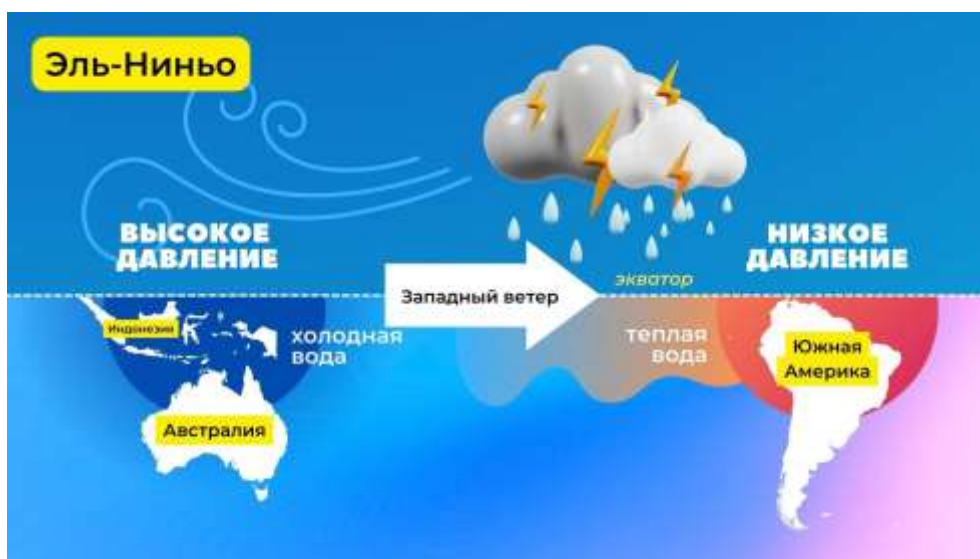 Эль-Ниньо
ВЫСОКОЕ
ДАВЛЕНИЕ
НИЗКОЕ
ДАВЛЕНИЕ
экватор
Западный ветер
Индонезия
холодная
вода
теплая
вода
Южная
Америка
Австралия